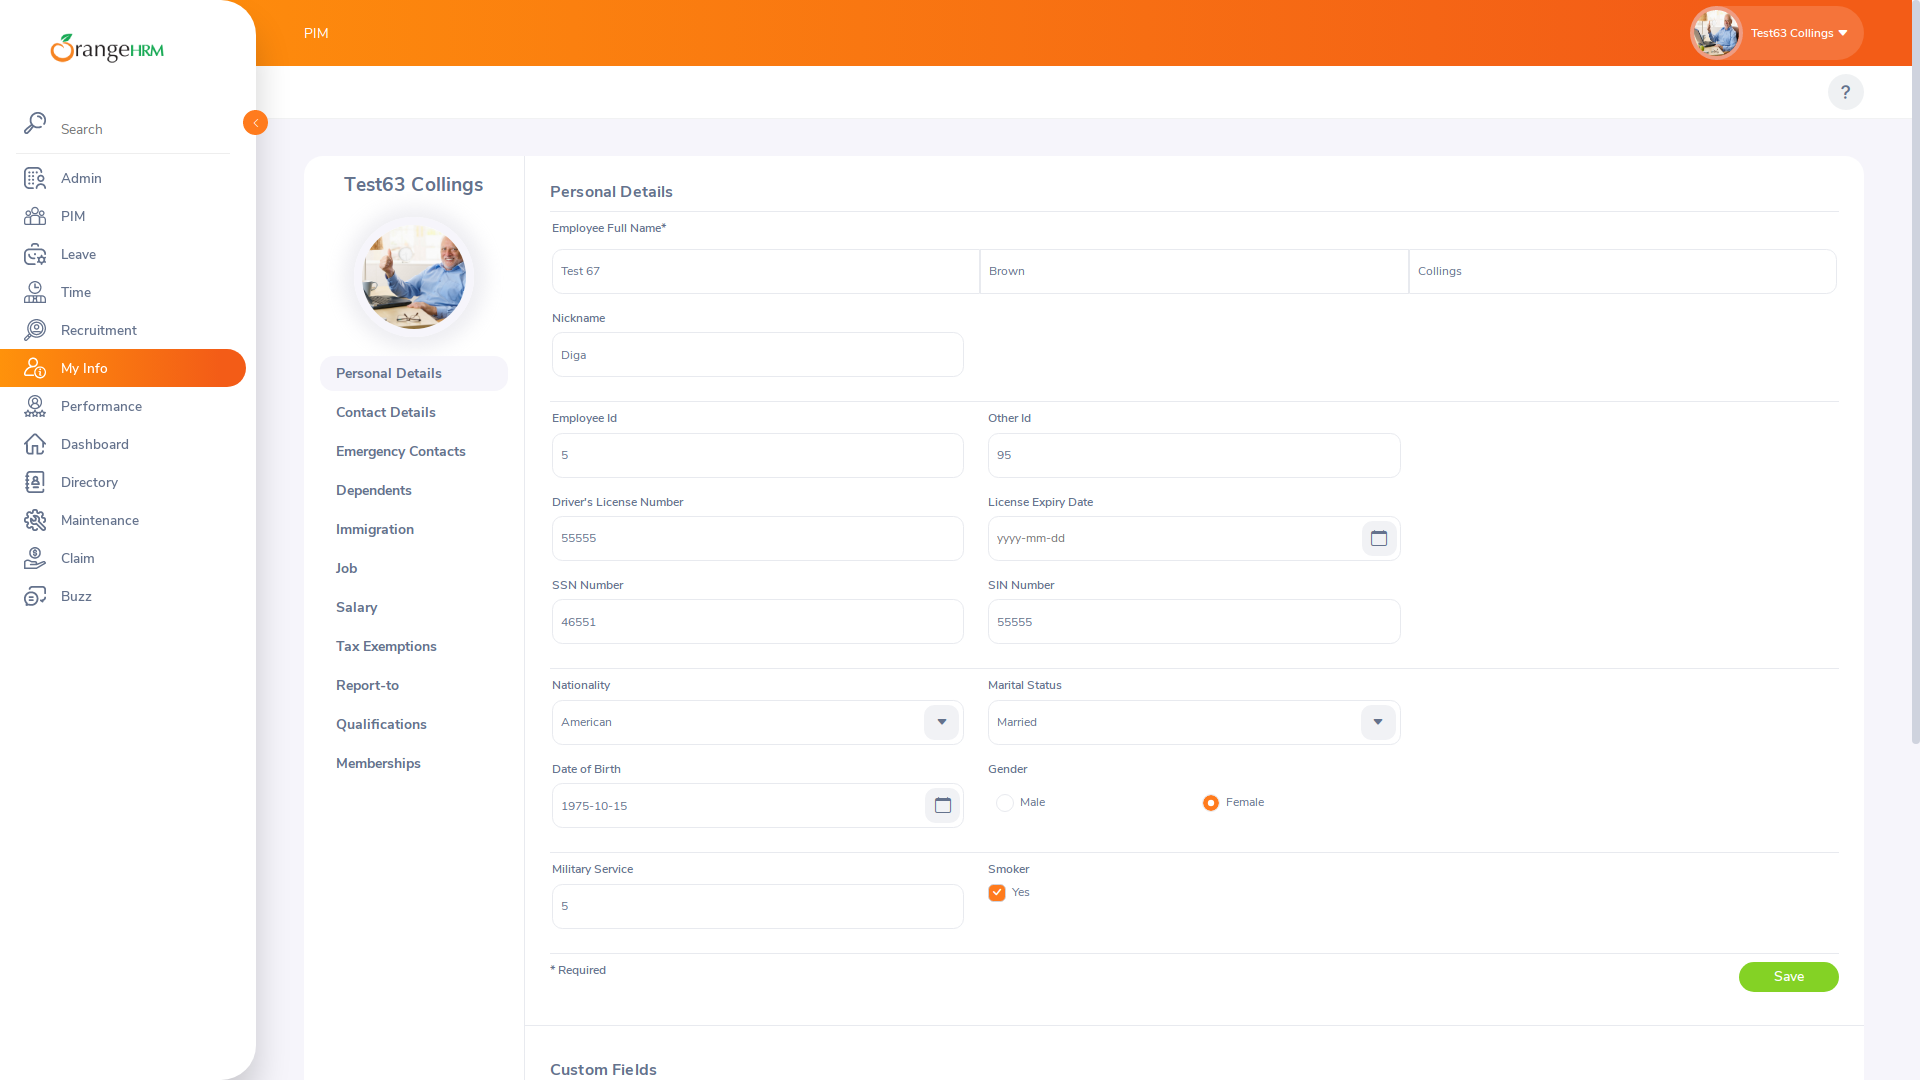 PIM
Test63 Collings
OrangeHRM
?
Search
Admin
PIM
Leave
Time
Recruitment
My Info
Performance
Dashboard
Directory
Maintenance
Claim
Buzz
Test63 Collings
Personal Details
Contact Details
Emergency Contacts
Dependents
Immigration
Job
Salary
Tax Exemptions
Report-to
Qualifications
Memberships
Personal Details
Employee Full Name*
Test 67 Brown Collings
Nickname
Diga
Employee Id Other Id
5 95
Driver's License Number License Expiry Date
55555 yyyy-mm-dd
SSN Number SIN Number
46551 55555
Nationality Marital Status
American Married
Date of Birth Gender
1975-10-15 Male Female
Military Service Smoker
5 Yes
* Required
Save
Custom Fields